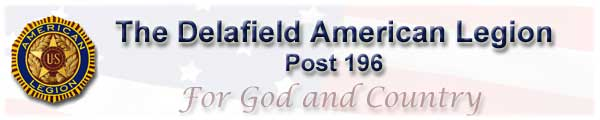 AMERICAN
US
LEGION
The Delafield American Legion
Post 196
For God and Country